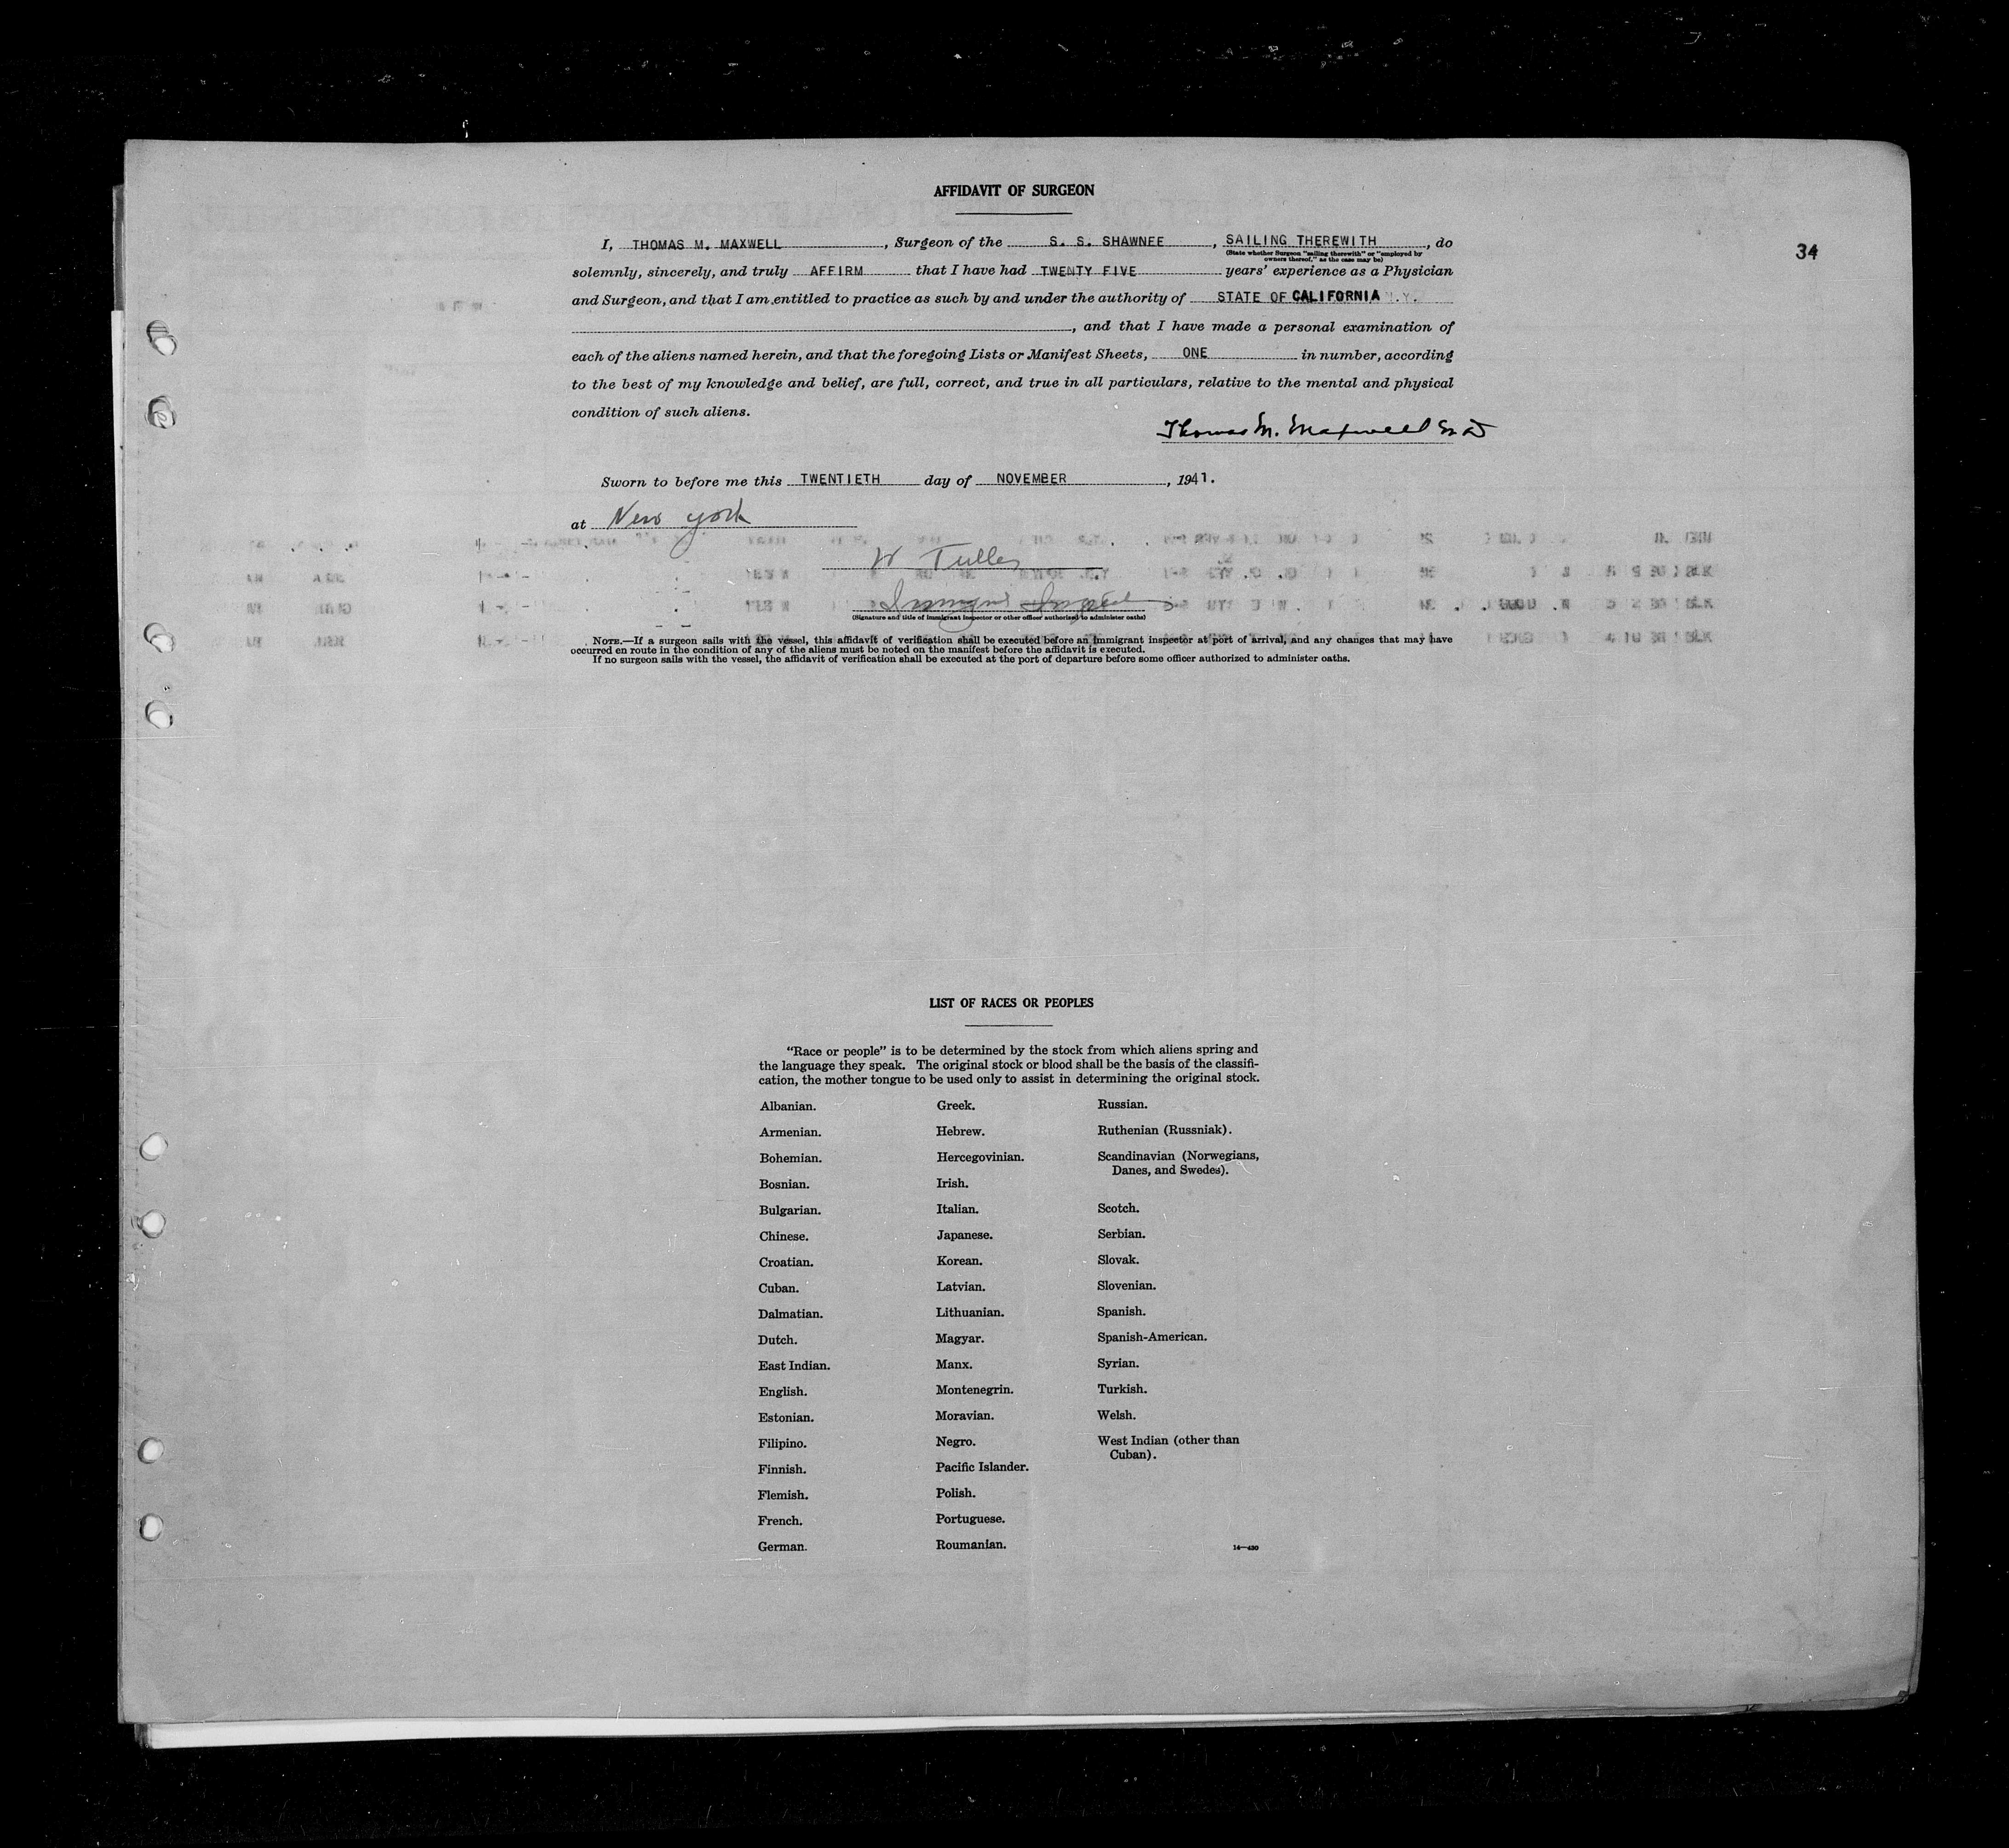 AFFIDAVIT OF SURGEON
34
I, THOMAS M. MAXWELL, Surgeon of the S. S. SHAWNEE, SAILING THEREWITH, do
(State whether Surgeon "sailing therewith" or "employed by
owners thereof," as the case may be)
solemnly, sincerely, and truly AFFIRM that I have had TWENTY FIVE years' experience as a Physician
and Surgeon, and that I am entitled to practice as such by and under the authority of STATE OF CALIFORNIA
, and that I have made a personal examination of
each of the aliens named herein, and that the foregoing Lists or Manifest Sheets, ONE in number, according
to the best of my knowledge and belief, are full, correct, and true in all particulars, relative to the mental and physical
condition of such aliens.
Thomas M. Maxwell MD
Sworn to before me this TWENTIETH day of NOVEMBER, 1941.
at New York
W Tulley
(Signature and title of immigrant inspector or other officer authorized to administer oaths)
NOTE.—If a surgeon sails with the vessel, this affidavit of verification shall be executed before an immigrant inspector at port of arrival, and any changes that may have
occurred en route in the condition of any of the aliens must be noted on the manifest before the affidavit is executed.
If no surgeon sails with the vessel, the affidavit of verification shall be executed at the port of departure before some officer authorized to administer oaths.
LIST OF RACES OR PEOPLES
"Race or people" is to be determined by the stock from which aliens spring and
the language they speak. The original stock or blood shall be the basis of the classifi-
cation, the mother tongue to be used only to assist in determining the original stock.
Albanian.
Armenian.
Bohemian.
Bosnian.
Bulgarian.
Chinese.
Croatian.
Cuban.
Dalmatian.
Dutch.
East Indian.
English.
Estonian.
Filipino.
Finnish.
Flemish.
French.
German.
Greek.
Hebrew.
Hercegovinian.
Irish.
Italian.
Japanese.
Korean.
Latvian.
Lithuanian.
Magyar.
Manx.
Montenegrin.
Moravian.
Negro.
Pacific Islander.
Polish.
Portuguese.
Roumanian.
Russian.
Ruthenian (Russniak).
Scandinavian (Norwegians,
Danes, and Swedes).
Scotch.
Serbian.
Slovak.
Slovenian.
Spanish.
Spanish-American.
Syrian.
Turkish.
Welsh.
West Indian (other than
Cuban).
14—430